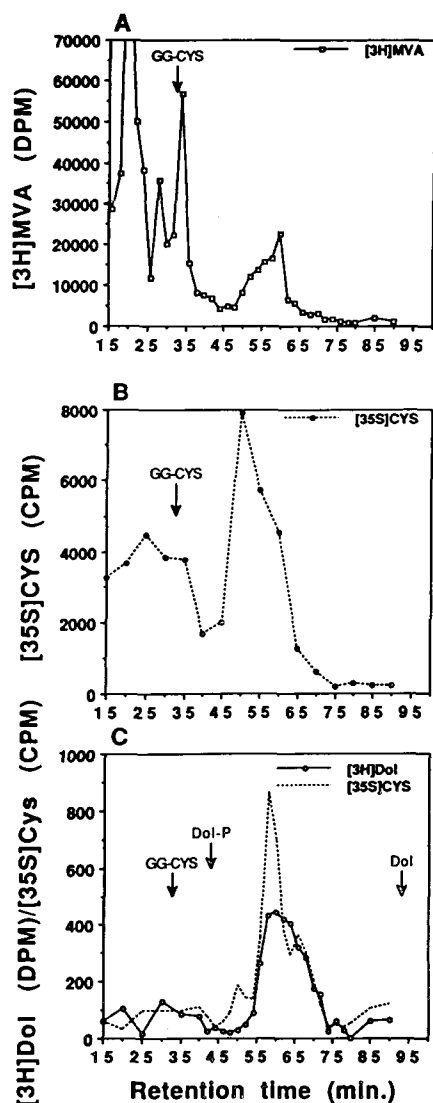 A
70000
60000
50000
40000
30000
20000
10000
0
[3H]MVA (DPM)
GG-CYS
[3H]MVA
15 25 35 45 55 65 75 85 95
B
8000
6000
4000
2000
0
[35S]CYS (CPM)
GG-CYS
[35S]CYS
15 25 35 45 55 65 75 85 95
C
1000
800
600
400
200
0
[3H]Dol (DPM)/[35S]Cys (CPM)
[3H]Dol
[35S]CYS
Dol-P
GG-CYS
Dol
15 25 35 45 55 65 75 85 95
Retention time (min.)